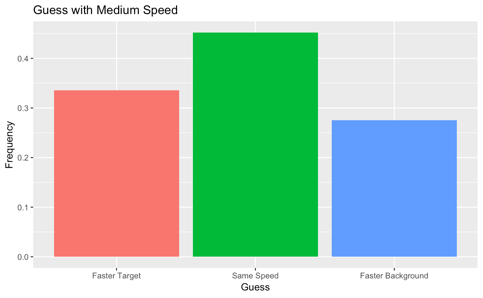 Guess with Medium Speed
Frequency
0.4
0.3
0.2
0.1
0.0
Faster Target
Same Speed
Faster Background
Guess